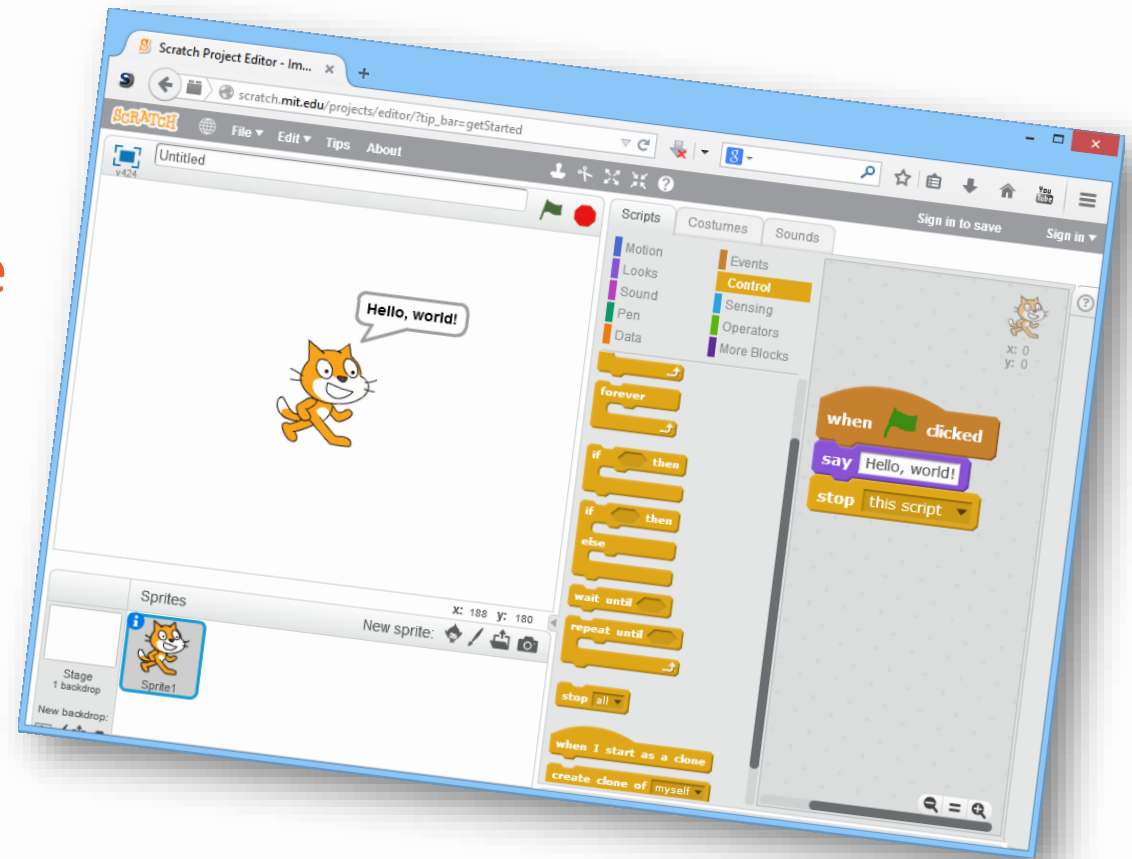 e
Scratch Project Editor - Im...
scratch.mit.edu/projects/editor/?tip_bar=getStarted
You Tube
SCRATCH File Edit Tips About
Sign in to save Sign in
v424
Untitled
Hello, world!
Scripts Costumes Sounds
Motion
Looks
Sound
Pen
Data
Events
Control
Sensing
Operators
More Blocks
forever
if then
if then
else
wait until
repeat until
stop all
when I start as a clone
create clone of myself
x: 0
y: 0
when clicked
say Hello, world!
stop this script
X: 188 y: 180
Sprites
New sprite:
Stage
1 backdrop
Sprite1
New backdrop: